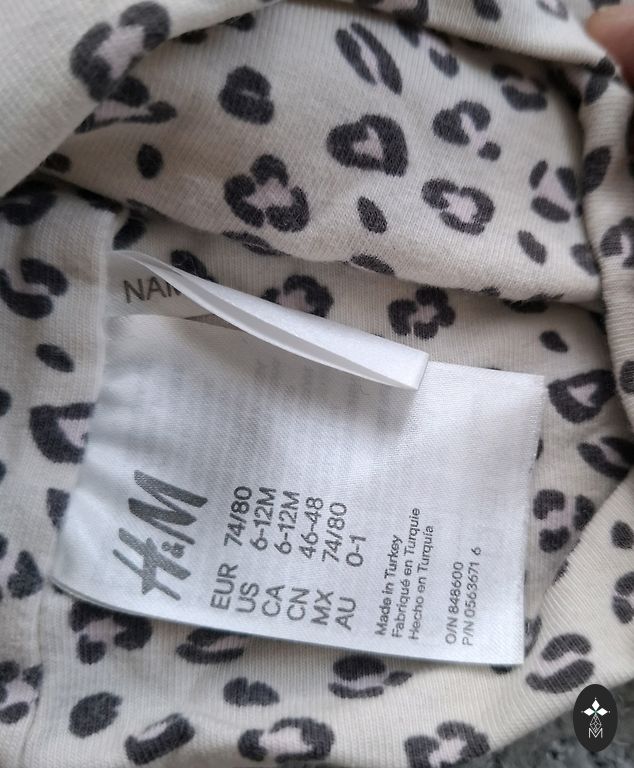 NAM
H&M
EUR 74/80
US 6-12M
CA 6-12M
CN 46-48
MX 74/80
AU 0-1
Made in Turkey
Fabriqué en Turquie
Hecho en Turquía
O/N 848600
P/N 0563671 6
M